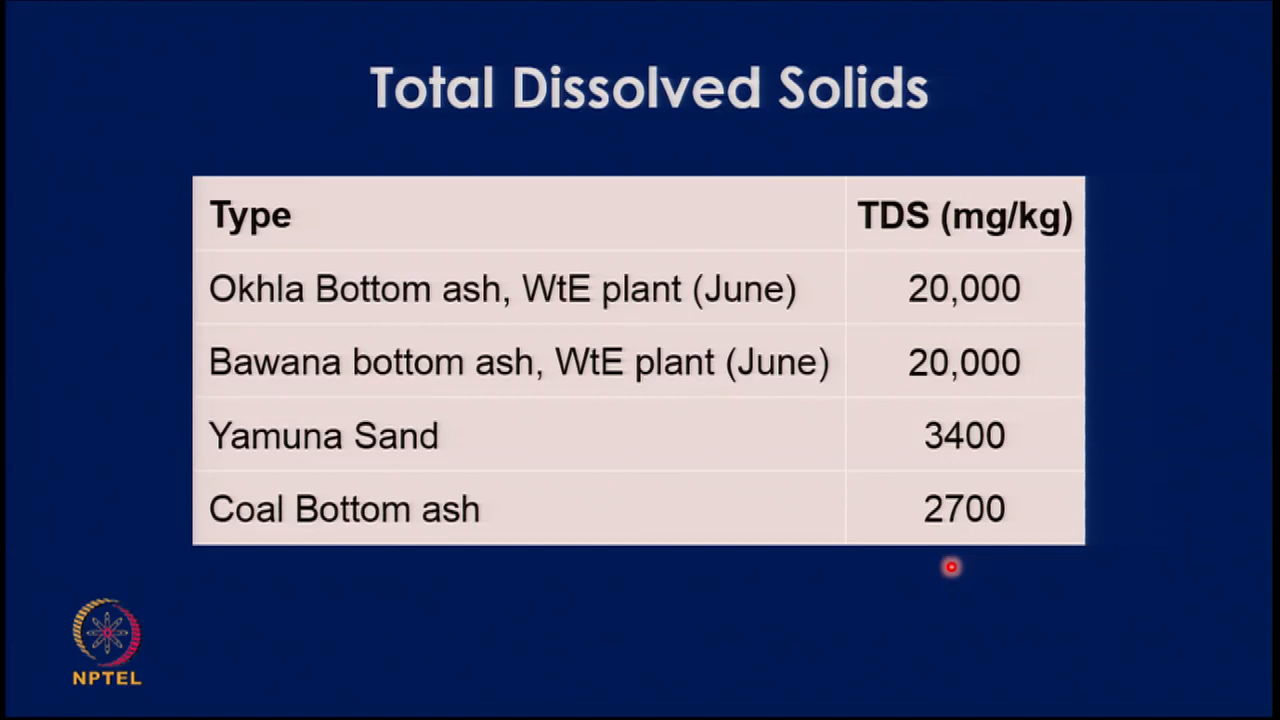 Total Dissolved Solids
Type TDS (mg/kg)
Okhla Bottom ash, WtE plant (June) 20,000
Bawana bottom ash, WtE plant (June) 20,000
Yamuna Sand 3400
Coal Bottom ash 2700
NPTEL